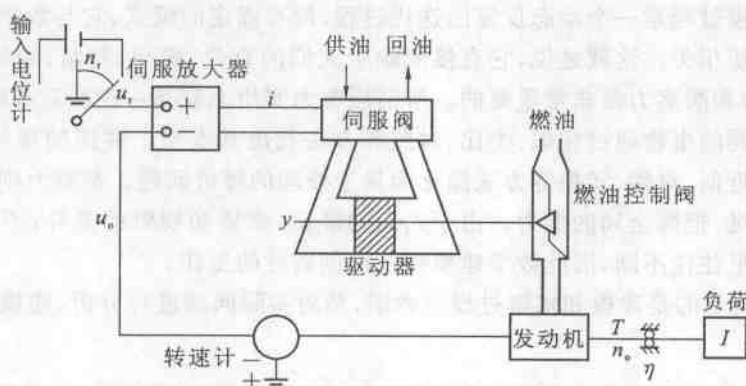 输入电位计
n_r
u_r
伺服放大器
+
i
供油
回油
伺服阀
y
驱动器
燃油
燃油控制阀
u_o
转速计
−
+
发动机
T
n_o
η
负荷
I